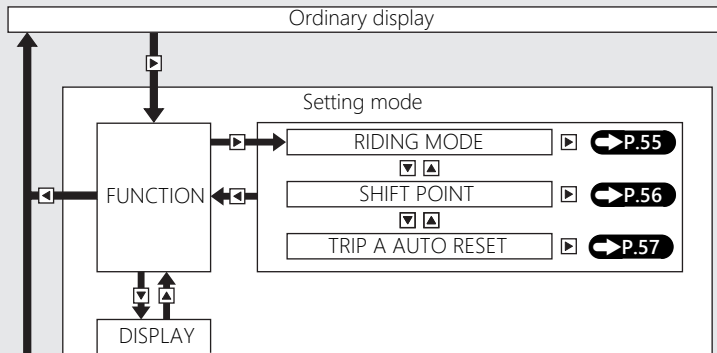 Ordinary display
Setting mode
FUNCTION
RIDING MODE P.55
SHIFT POINT P.56
TRIP A AUTO RESET P.57
DISPLAY